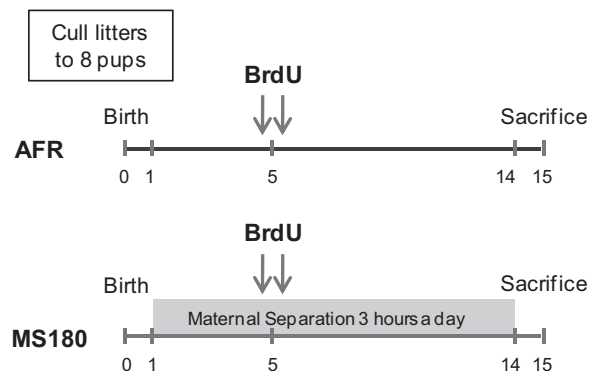 Cull litters
to 8 pups
BrdU
Birth
Sacrifice
AFR
0 1 5 14 15
BrdU
Birth
Sacrifice
Maternal Separation 3 hours a day
MS180
0 1 5 14 15